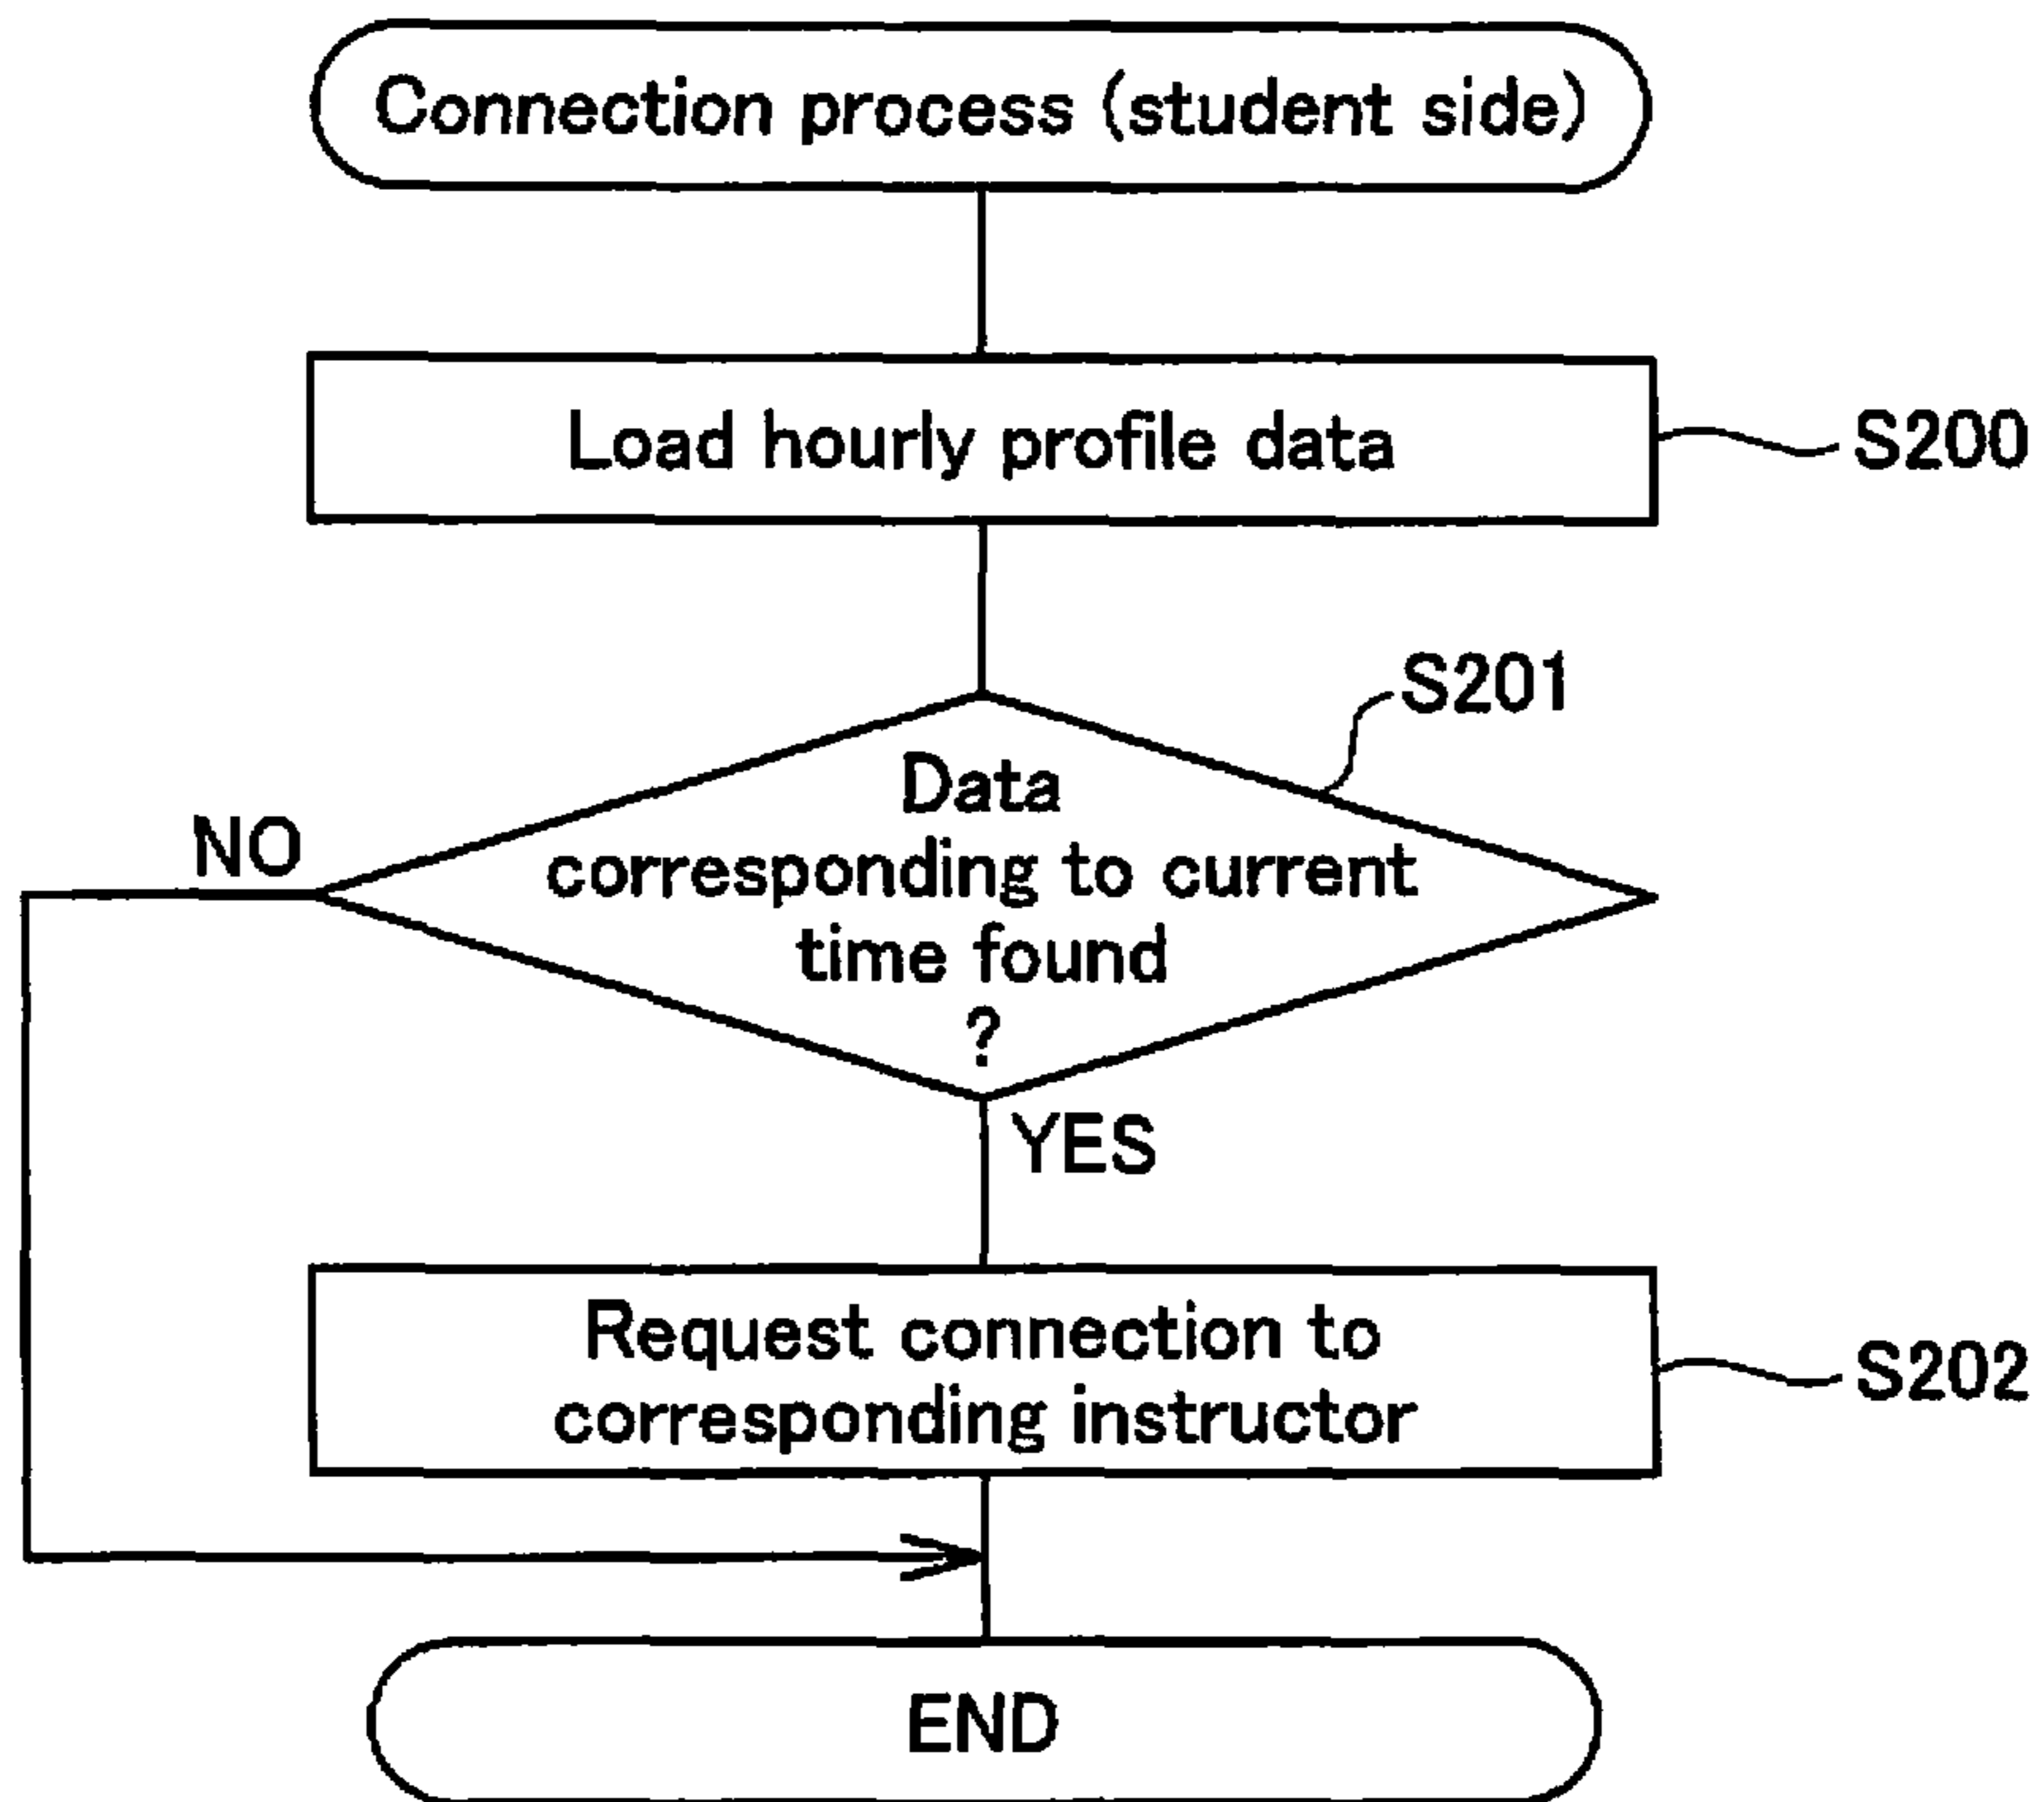 Connection process (student side)
Load hourly profile data
S200
S201
Data
corresponding to current
time found
?
NO
YES
Request connection to
corresponding instructor
S202
END